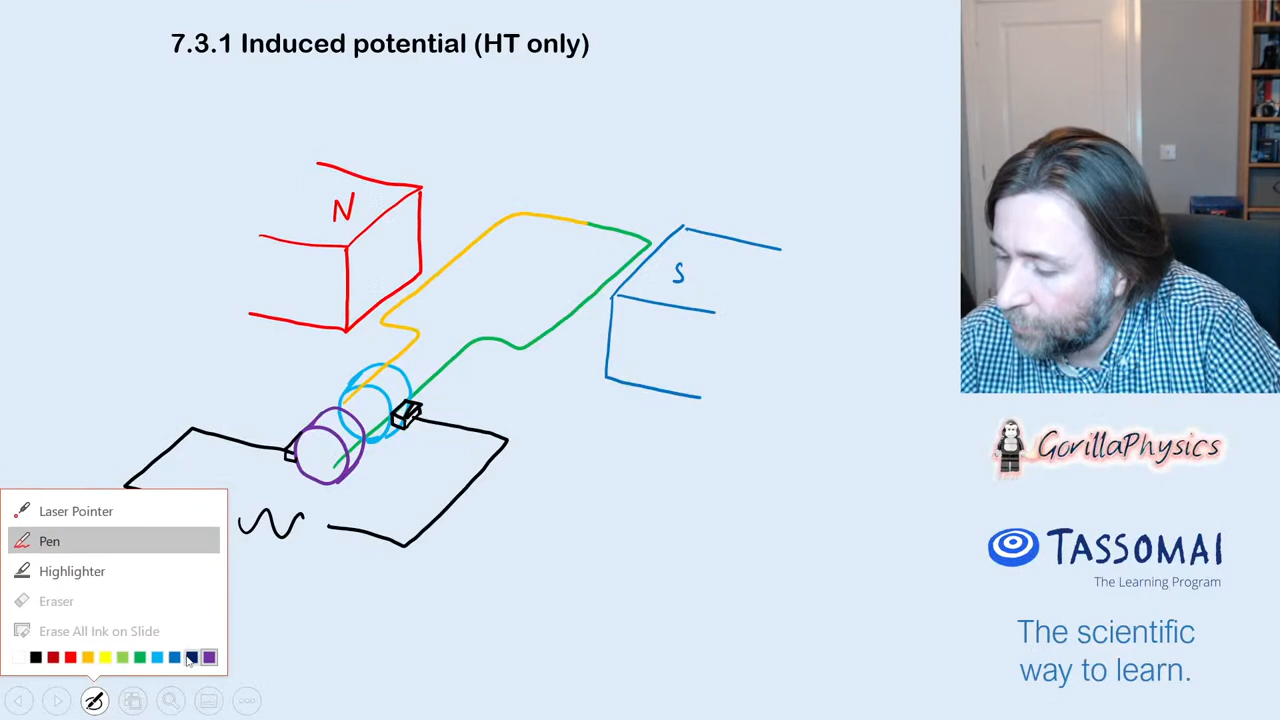 7.3.1 Induced potential (HT only)
N
S
Laser Pointer
Pen
Highlighter
Eraser
Erase All Ink on Slide
GorillaPhysics
TASSOMAI
The Learning Program
The scientific
way to learn.